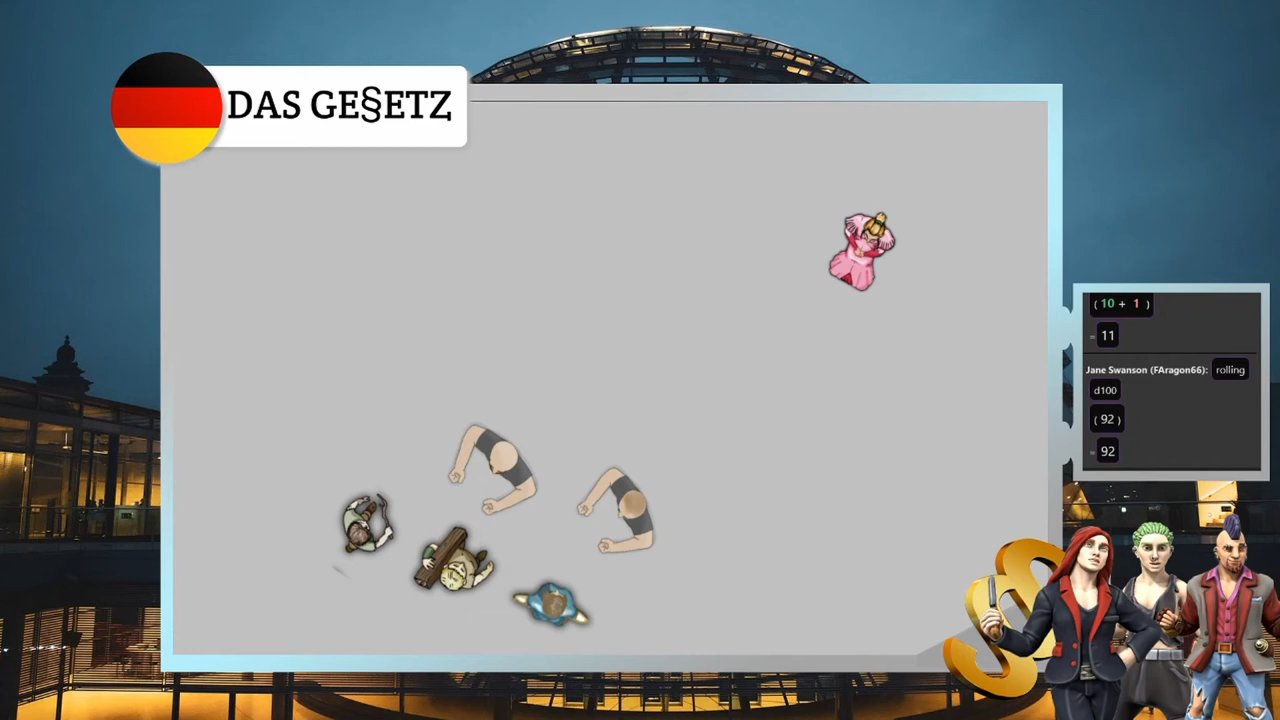 DAS GE§ETZ
( 10 + 1 )
= 11
Jane Swanson (FAragon66): rolling
d100
( 92 )
= 92